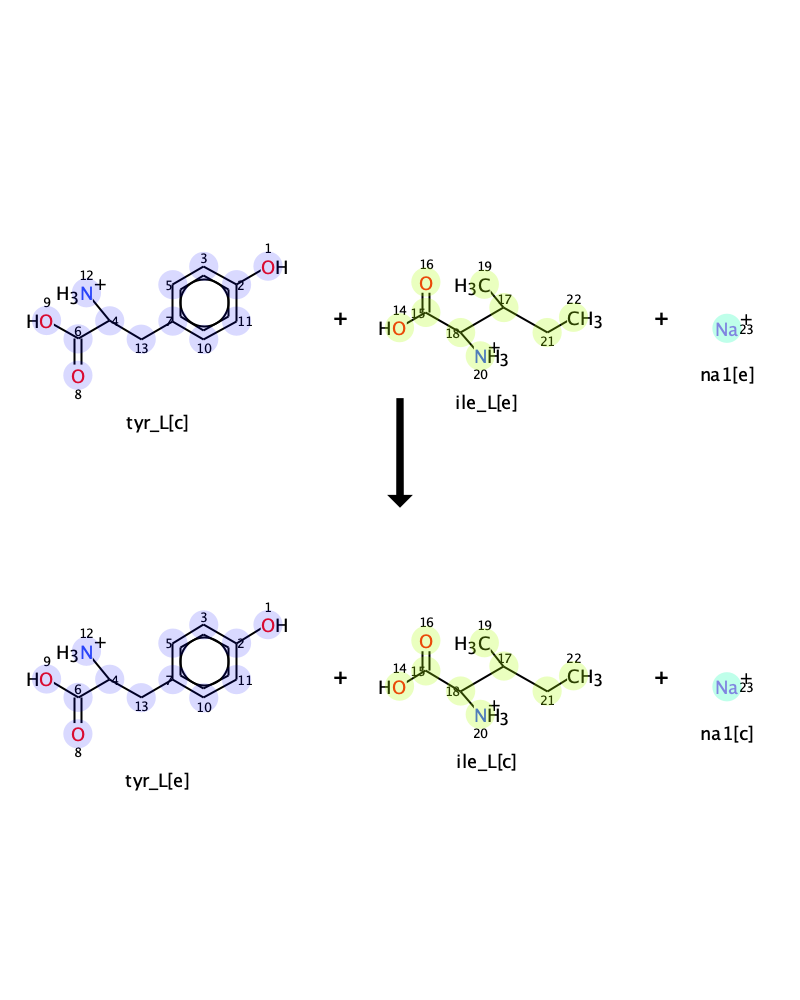 1
3
12
5
2
OH
H3N+
9
HO
4
7
11
6
13
10
O
8
tyr_L[c]
+
16
19
O
H3C
22
14
15
17
CH3
HO
18
21
NH3+
20
ile_L[e]
+
Na+
23
na1[e]
1
3
12
5
2
OH
H3N+
9
HO
4
7
11
6
13
10
O
8
tyr_L[e]
+
16
19
O
H3C
22
14
15
17
CH3
HO
18
21
NH3+
20
ile_L[c]
+
Na+
23
na1[c]